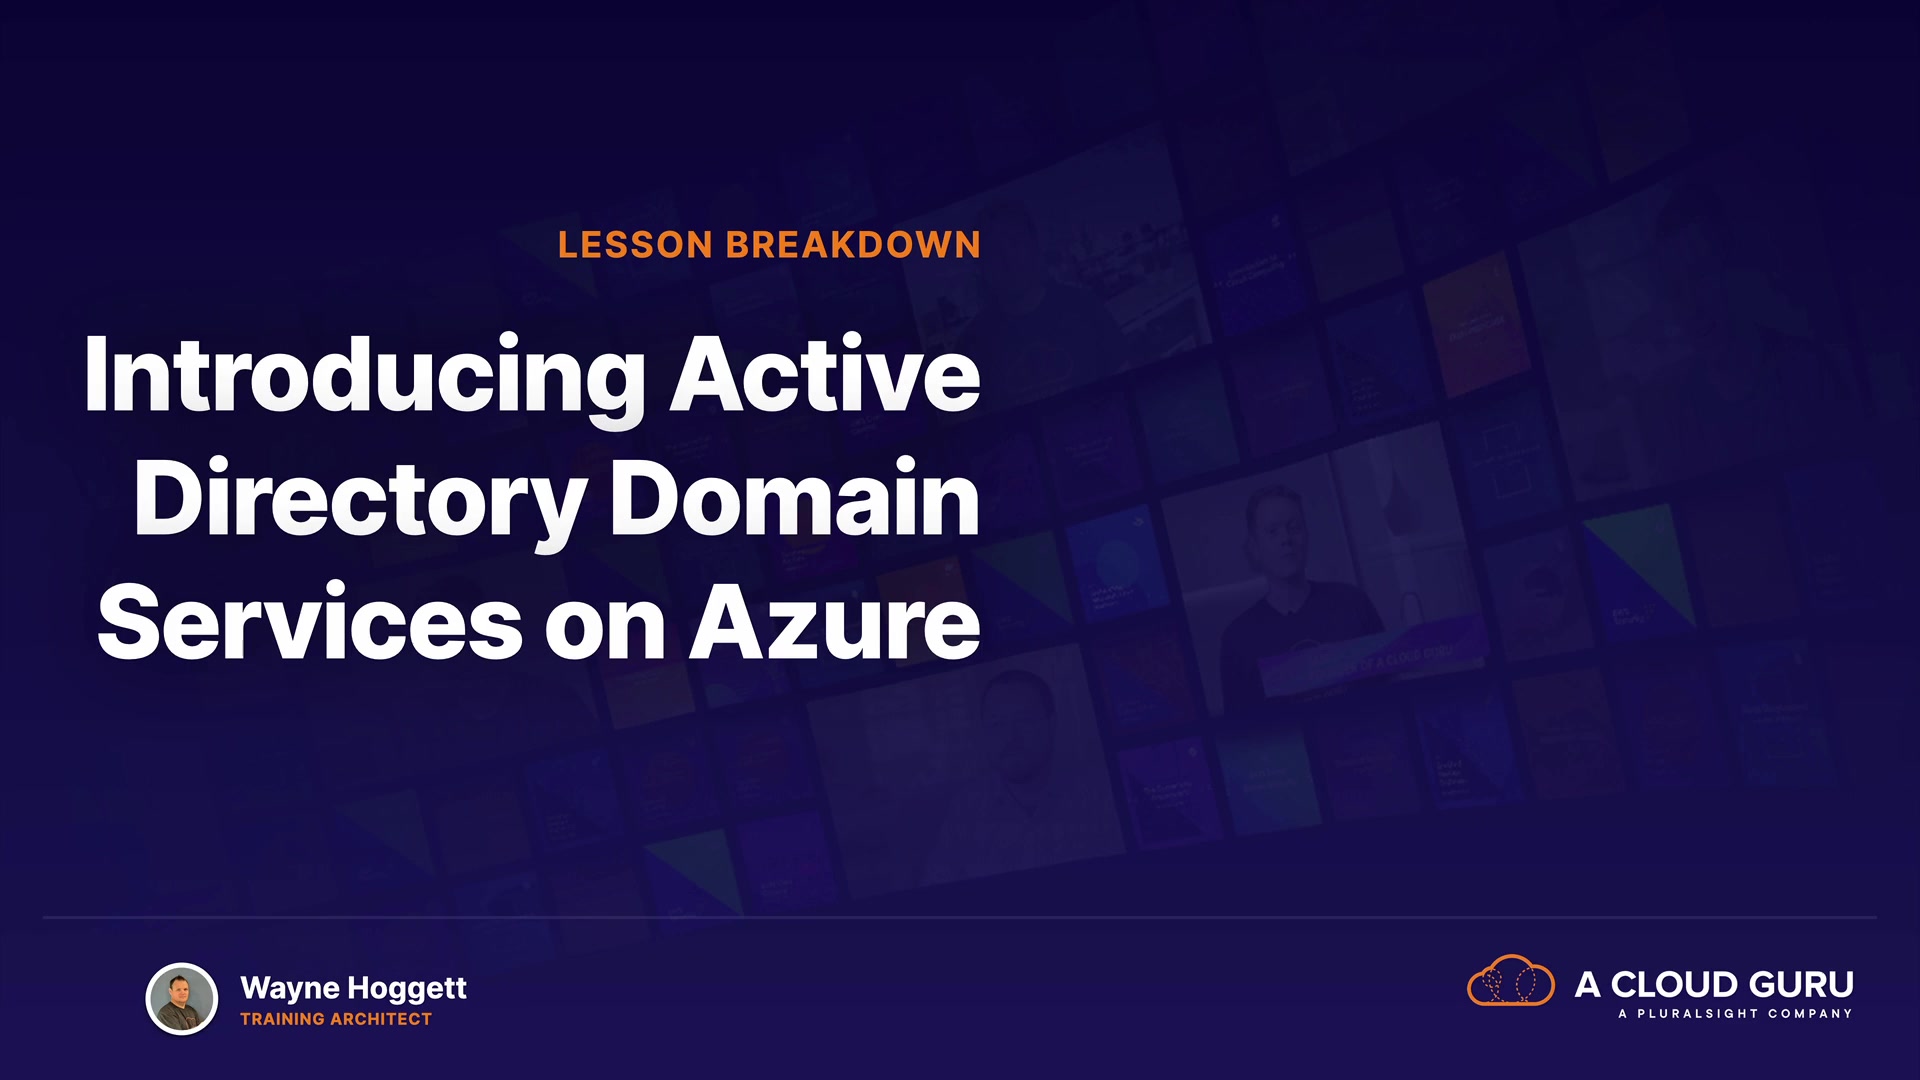 LESSON BREAKDOWN
Introducing Active
Directory Domain
Services on Azure
Wayne Hoggett
TRAINING ARCHITECT
A CLOUD GURU
A PLURALSIGHT COMPANY